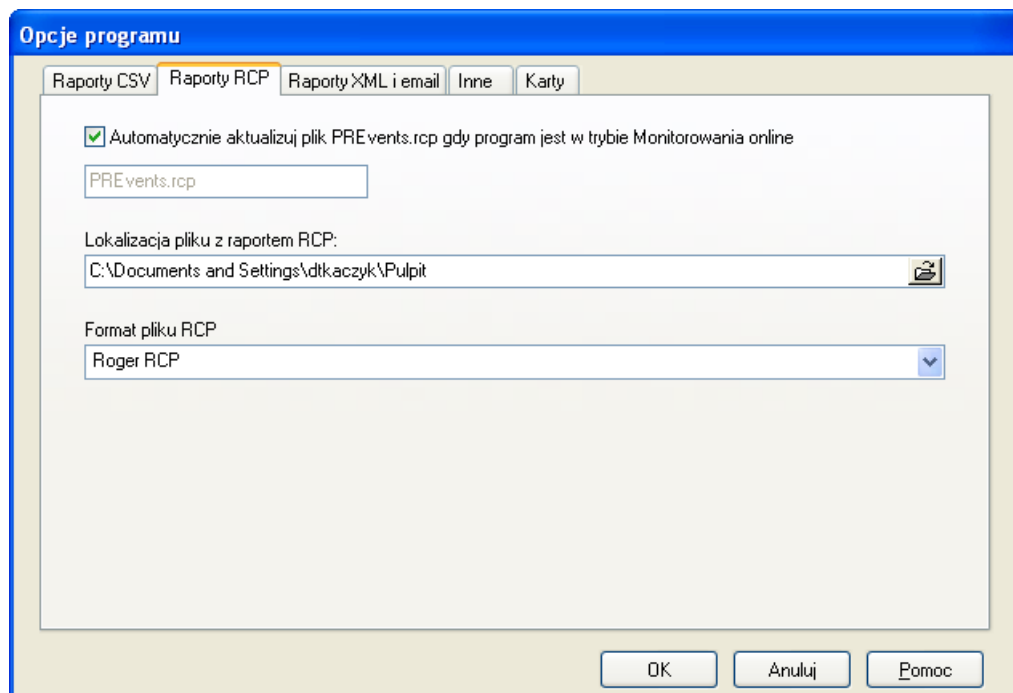 Opcje programu
Raporty CSV Raporty RCP Raporty XML i email Inne Karty
Automatycznie aktualizuj plik PREvents.rcp gdy program jest w trybie Monitorowania online
PREvents.rcp
Lokalizacja pliku z raportem RCP:
C:\Documents and Settings\dtkaczyk\Pulpit
Format pliku RCP
Roger RCP
OK Anuluj Pomoc